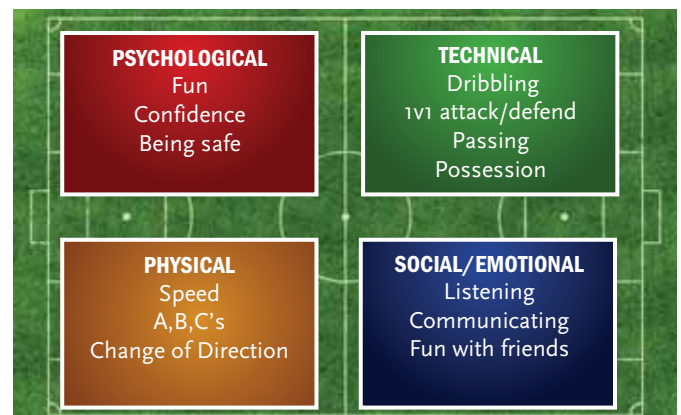 PSYCHOLOGICAL
Fun
Confidence
Being safe
TECHNICAL
Dribbling
1v1 attack/defend
Passing
Possession
PHYSICAL
Speed
A,B,C's
Change of Direction
SOCIAL/EMOTIONAL
Listening
Communicating
Fun with friends